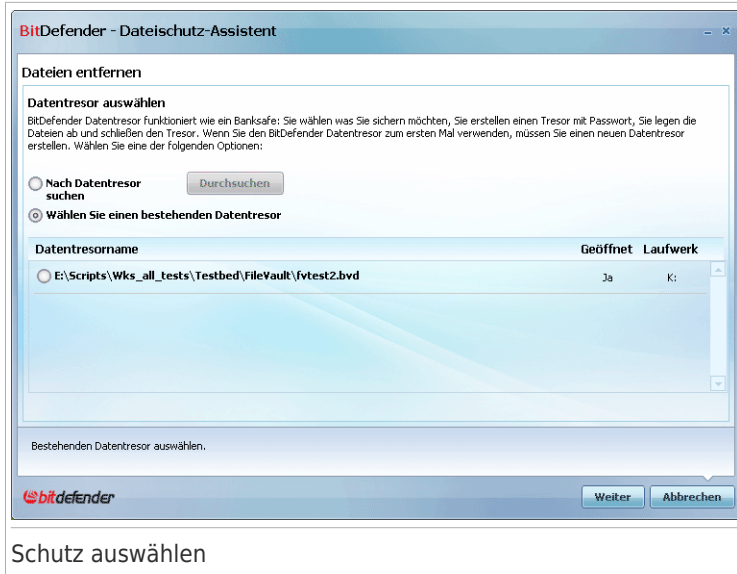 BitDefender - Dateischutz-Assistent
Dateien entfernen
Datentresor auswählen
BitDefender Datentresor funktioniert wie ein Banksafe: Sie wählen was Sie sichern möchten, Sie erstellen einen Tresor mit Passwort, Sie legen die
Dateien ab und schließen den Tresor. Wenn Sie den BitDefender Datentresor zum ersten Mal verwenden, müssen Sie einen neuen Datentresor
erstellen. Wählen Sie eine der folgenden Optionen:
Nach Datentresor suchen
Durchsuchen
Wählen Sie einen bestehenden Datentresor
Datentresorname Geöffnet Laufwerk
E:\Scripts\Wks_all_tests\Testbed\FileVault\fvtest2.bvd Ja K:
Bestehenden Datentresor auswählen.
bitdefender
Weiter Abbrechen
Schutz auswählen